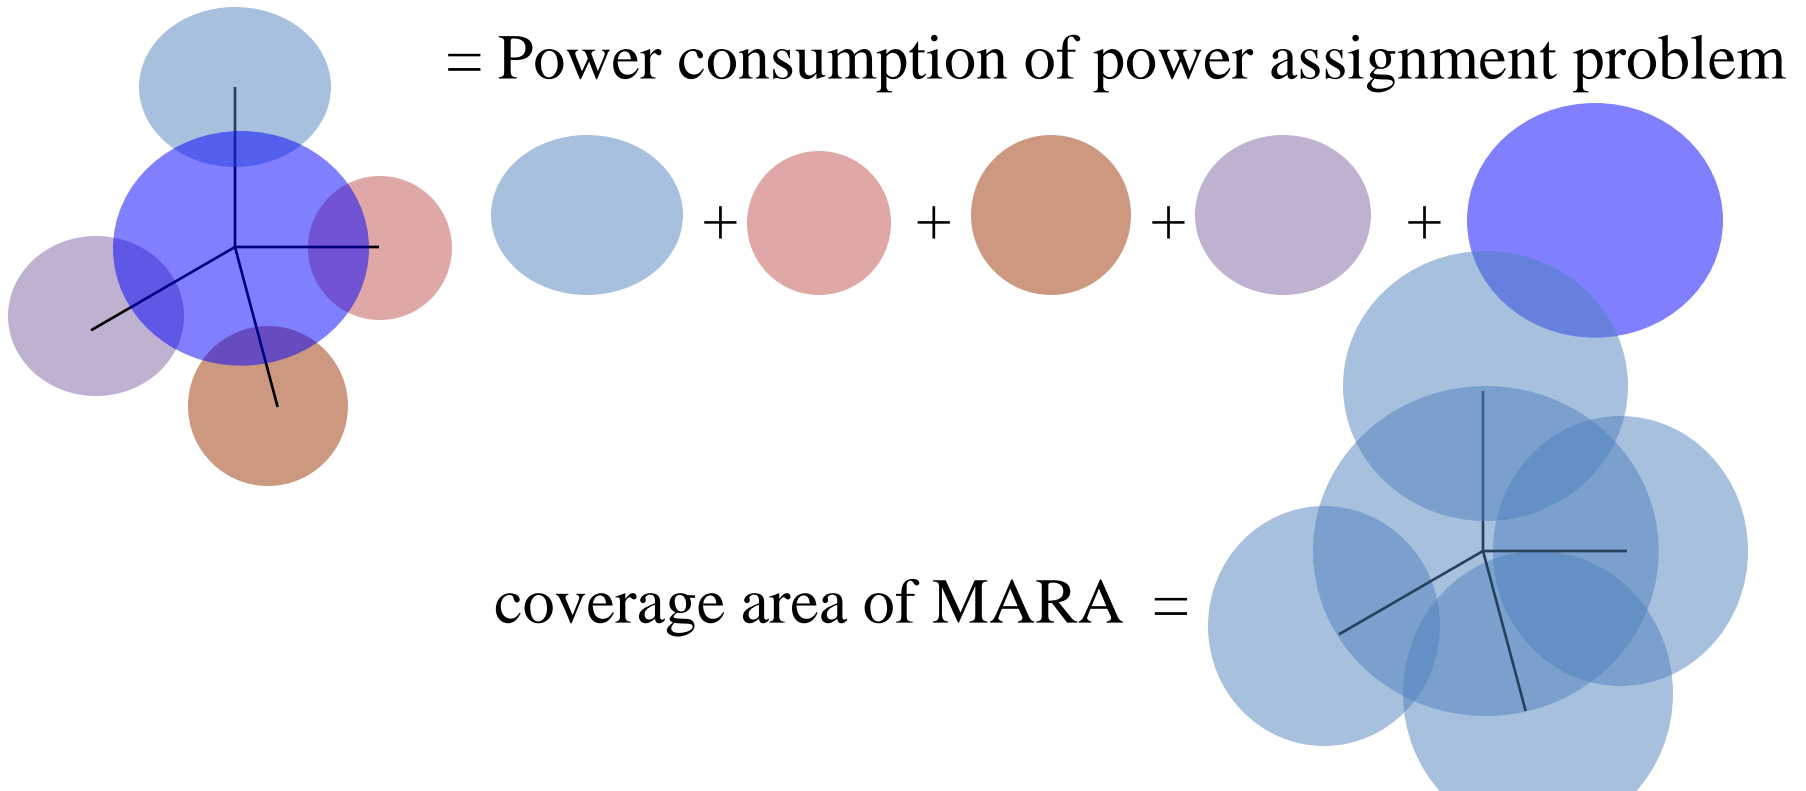 = Power consumption of power assignment problem
+ + + +
coverage area of MARA =